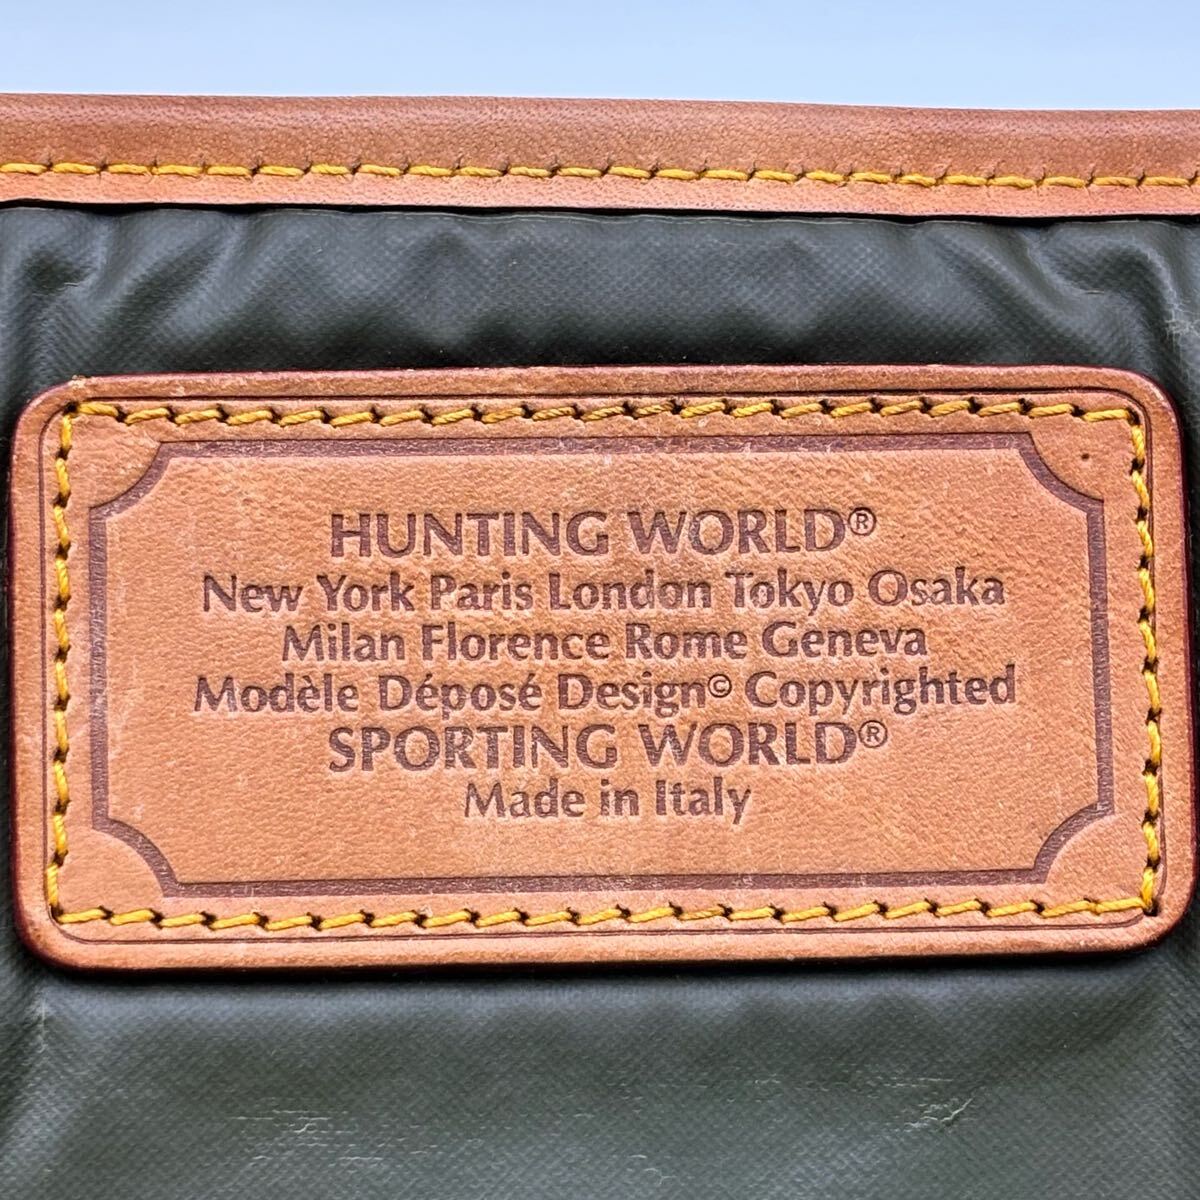 HUNTING WORLD®
New York Paris London Tokyo Osaka
Milan Florence Rome Geneva
Modèle Déposé Design© Copyrighted
SPORTING WORLD®
Made in Italy